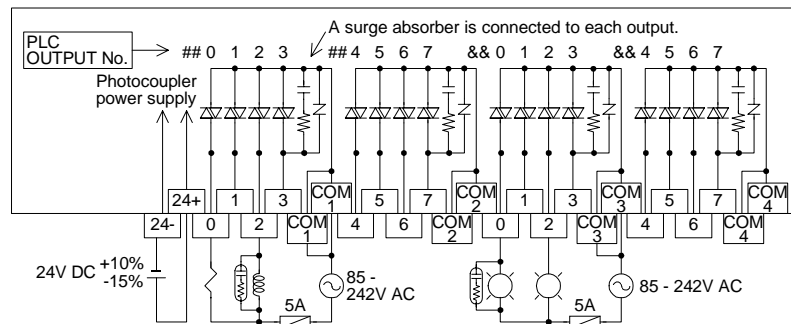 PLC
OUTPUT No.
A surge absorber is connected to each output.
## 0 1 2 3 ## 4 5 6 7 && 0 1 2 3 && 4 5 6 7
Photocoupler
power supply
24+ 1 3 COM 1 5 7 COM 2 1 3 COM 3 5 7 COM 4
24- 0 2 COM 1 4 6 COM 2 0 2 COM 3 4 6 COM 4
24V DC +10%
-15%
5A
85 -
242V AC
5A
85 - 242V AC